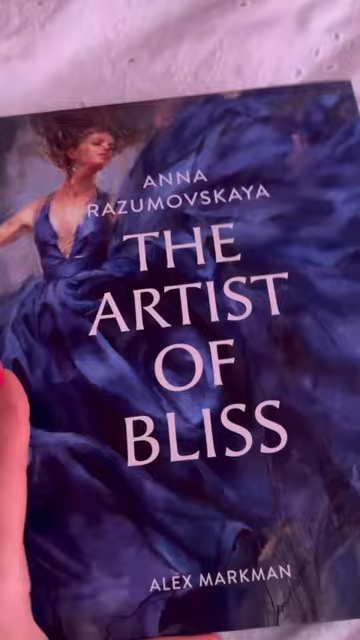 ANNA
RAZUMOVSKAYA
THE
ARTIST
OF
BLISS
ALEX MARKMAN